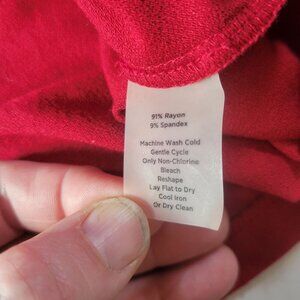 91% Rayon
9% Spandex
Machine Wash Cold
Gentle Cycle
Only Non-Chlorine
Bleach
Reshape
Lay Flat to Dry
Cool Iron
Or Dry Clean